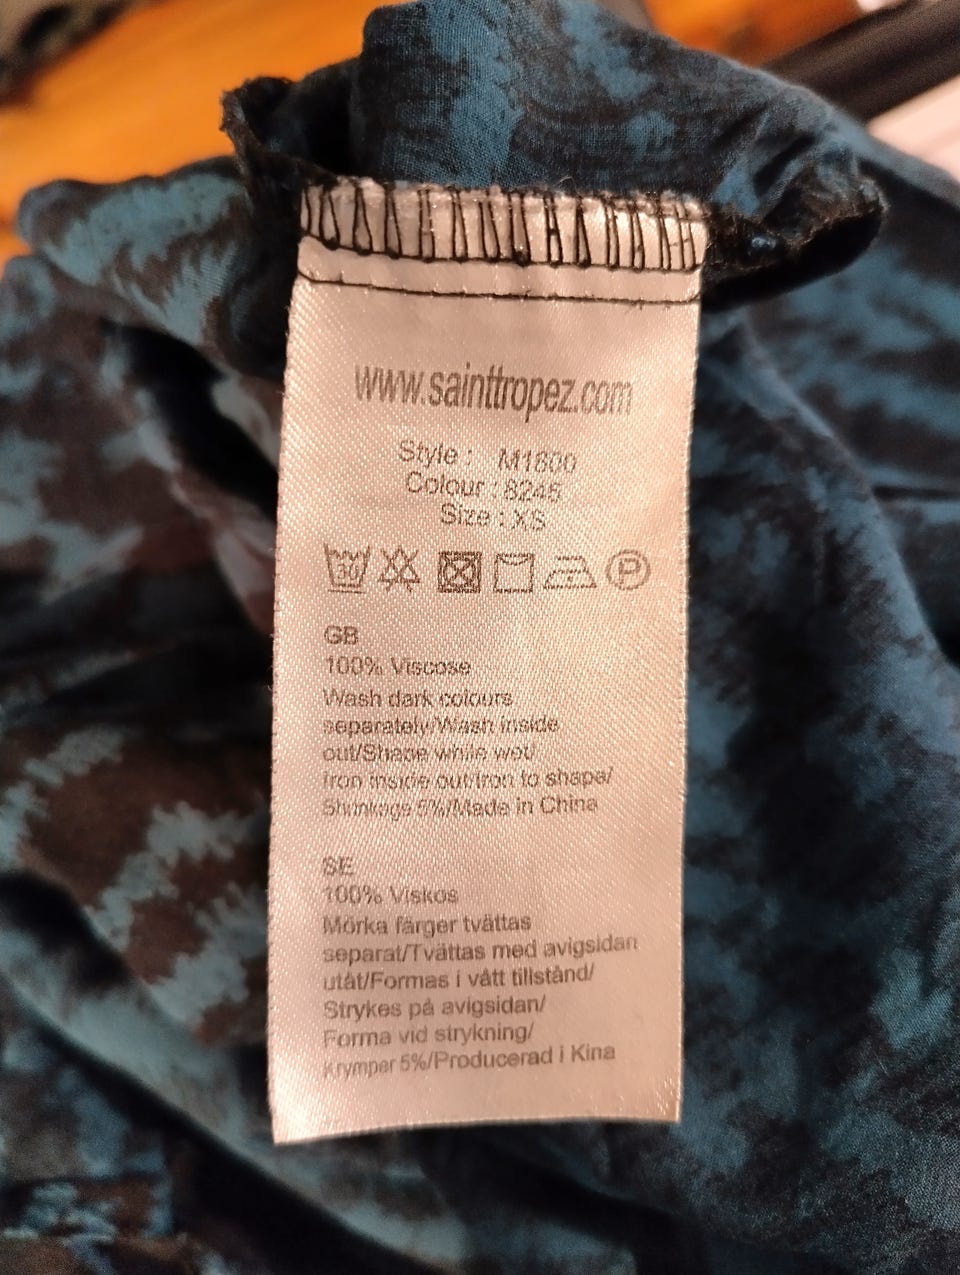 www.sainttropez.com
Style : M1800
Colour : 8245
Size : XS
30 P
GB
100% Viscose
Wash dark colours
separately/Wash inside
out/Shape while wet/
Iron inside out/Iron to shape/
Shrinkage 5%/Made in China
SE
100% Viskos
Mörka färger tvättas
separat/Tvättas med avigsidan
utåt/Formas i vått tillstånd/
Strykes på avigsidan/
Forma vid strykning/
Krymper 5%/Producerad i Kina